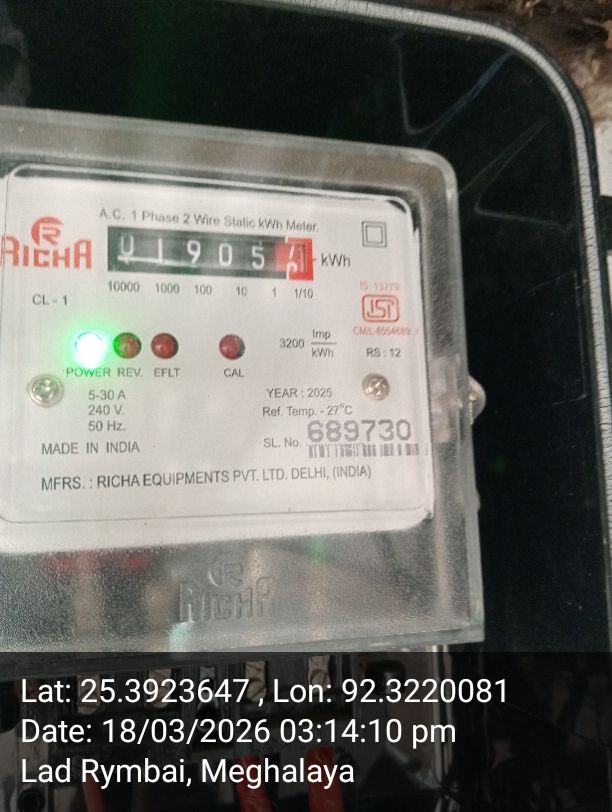 A.C. 1 Phase 2 Wire Static kWh Meter.
RICHA
01905 kWh
10000 1000 100 10 1 1/10
CL - 1
IS: 13779
ISI
3200 Imp/kWh
RS : 12
POWER REV. EFLT CAL
5-30 A
240 V.
50 Hz.
YEAR : 2025
Ref. Temp. - 27°C
SL. No. 689730
MADE IN INDIA
MFRS. : RICHA EQUIPMENTS PVT. LTD. DELHI, (INDIA)
RICHA
Lat: 25.3923647 , Lon: 92.3220081
Date: 18/03/2026 03:14:10 pm
Lad Rymbai, Meghalaya